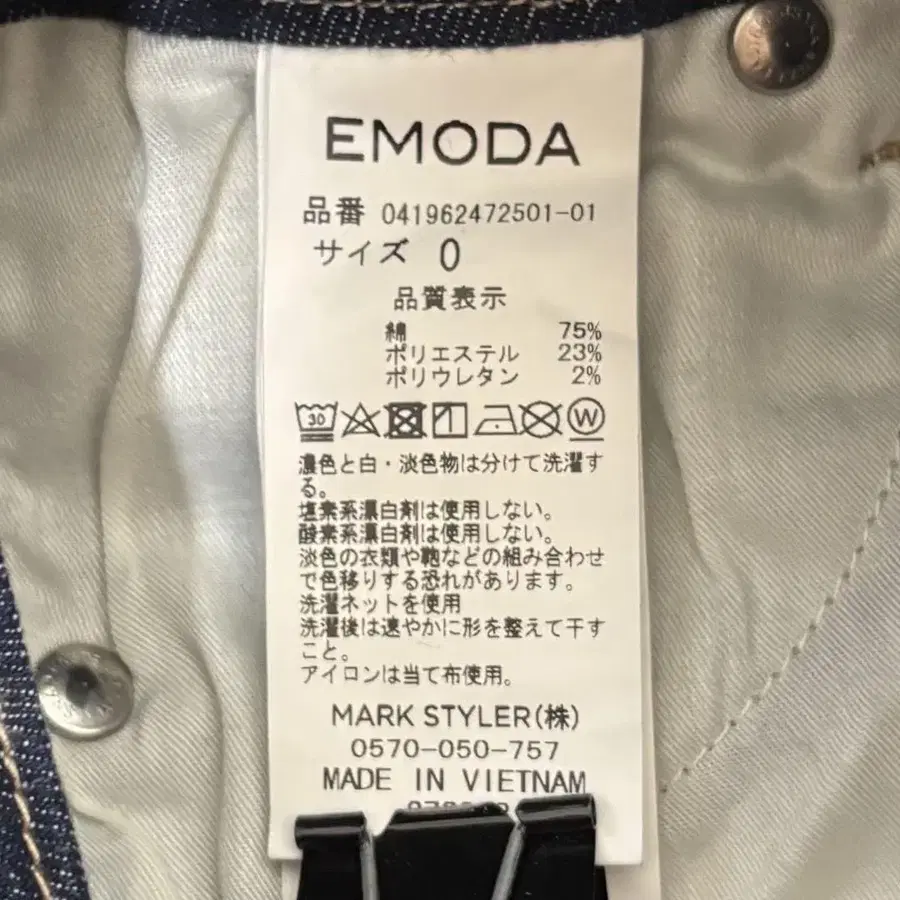 EMODA
品番 041962472501-01
サイズ 0
品質表示
綿 75%
ポリエステル 23%
ポリウレタン 2%
30 W
濃色と白・淡色物は分けて洗濯す
る。
塩素系漂白剤は使用しない。
酸素系漂白剤は使用しない。
淡色の衣類や鞄などの組み合わせ
で色移りする恐れがあります。
洗濯ネットを使用
洗濯後は速やかに形を整えて干す
こと。
アイロンは当て布使用。
MARK STYLER(株)
0570-050-757
MADE IN VIETNAM